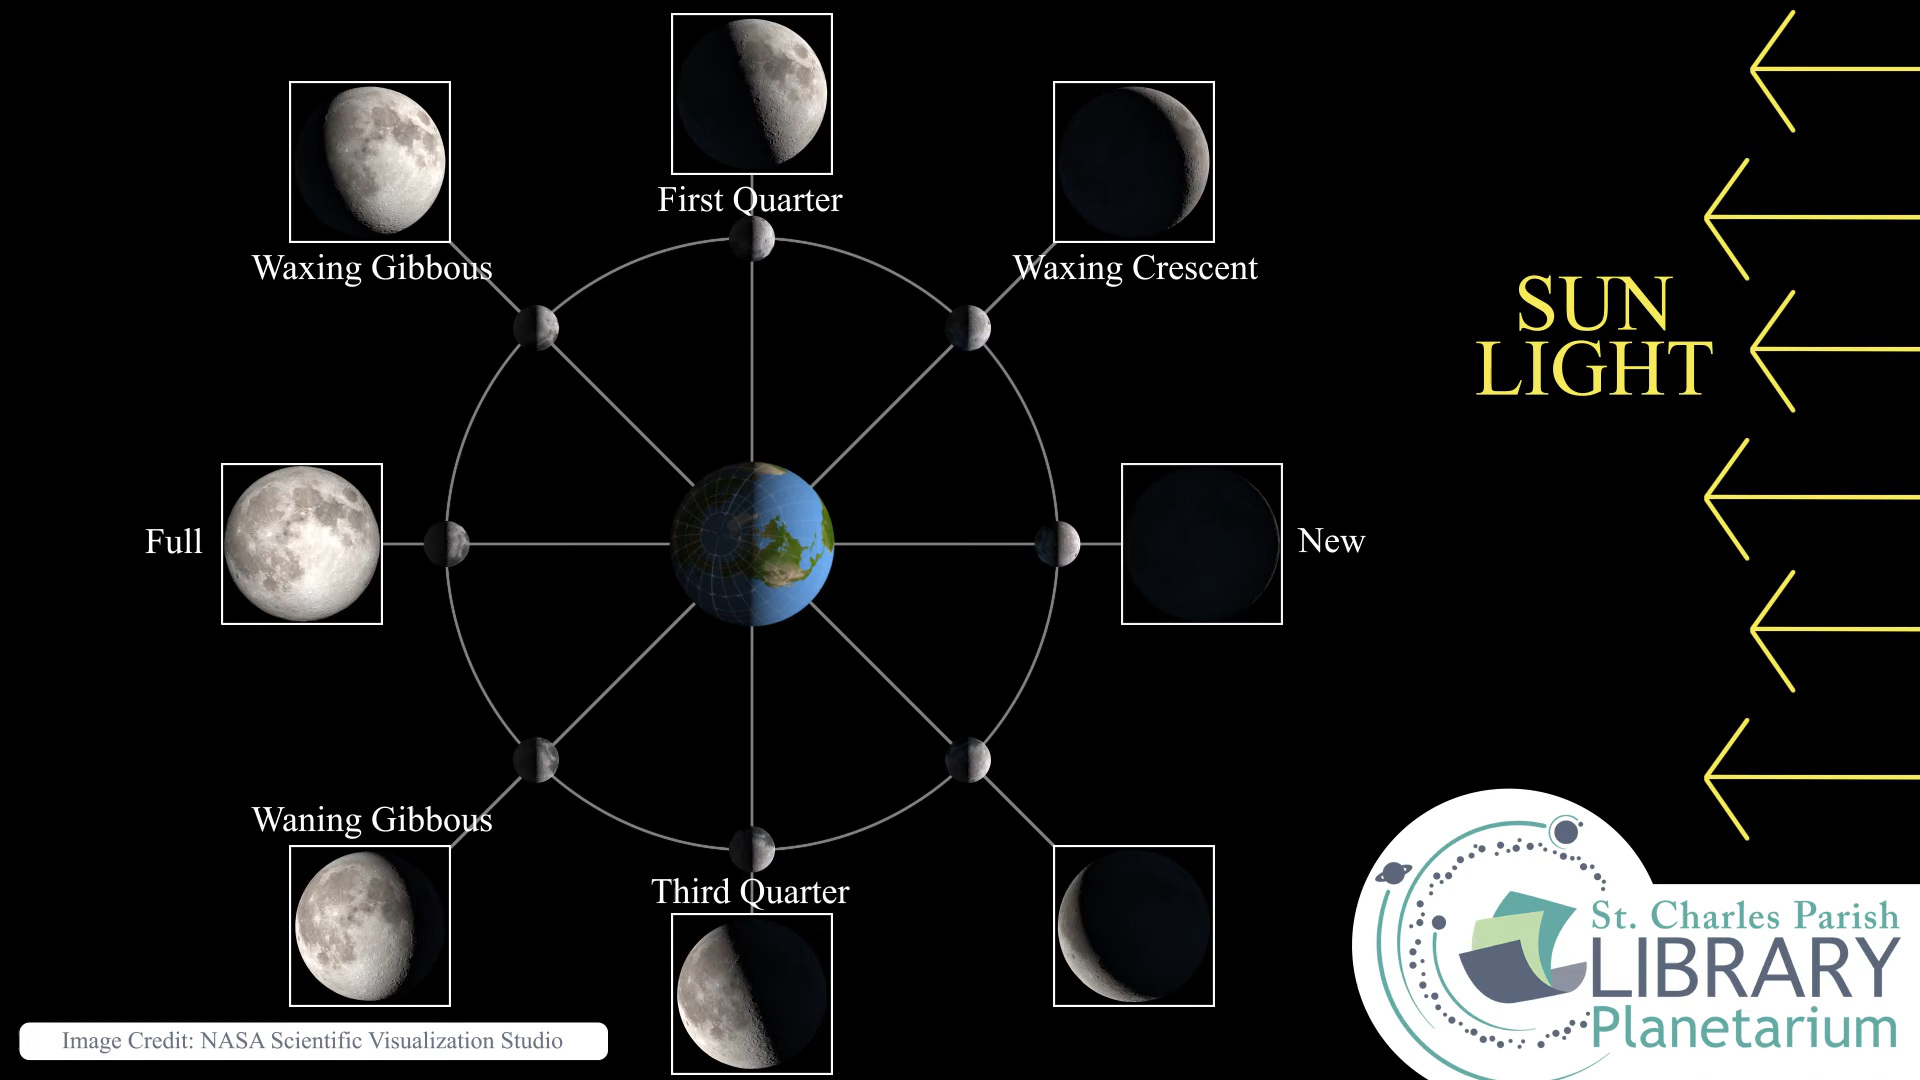 First Quarter
Waxing Gibbous
Waxing Crescent
SUN
LIGHT
Full
New
Waning Gibbous
Third Quarter
St. Charles Parish
LIBRARY
Planetarium
Image Credit: NASA Scientific Visualization Studio